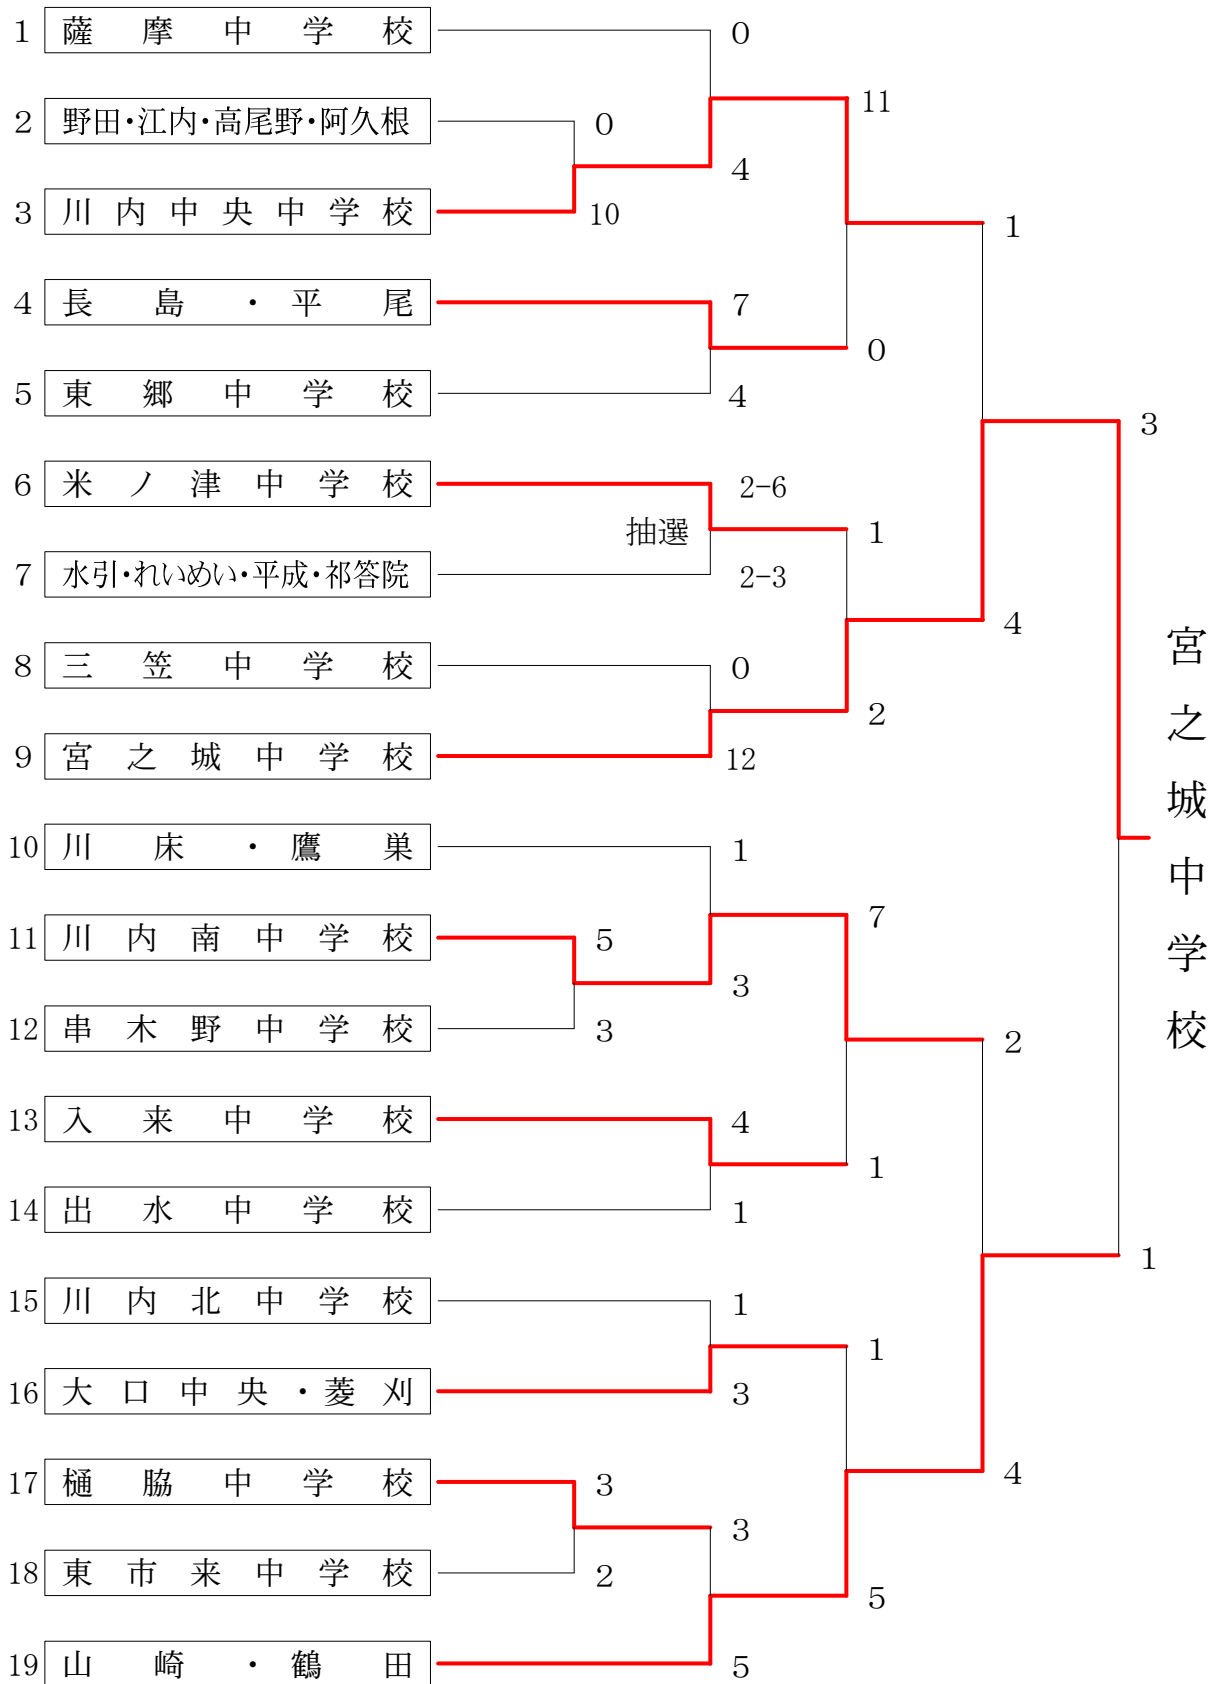 1 薩摩中学校 0
11
2 野田・江内・高尾野・阿久根 0
4
3 川内中央中学校 10
1
4 長島・平尾 7
0
5 東郷中学校 4
3
6 米ノ津中学校 2-6
抽選 1
7 水引・れいめい・平成・祁答院 2-3
4
8 三笠中学校 0
2
9 宮之城中学校 12
宮之城中学校
10 川床・鷹巣 1
7
11 川内南中学校 5
3
12 串木野中学校 3
2
13 入来中学校 4
1
14 出水中学校 1
1
15 川内北中学校 1
1
16 大口中央・菱刈 3
4
17 樋脇中学校 3
3
18 東市来中学校 2
5
19 山崎・鶴田 5